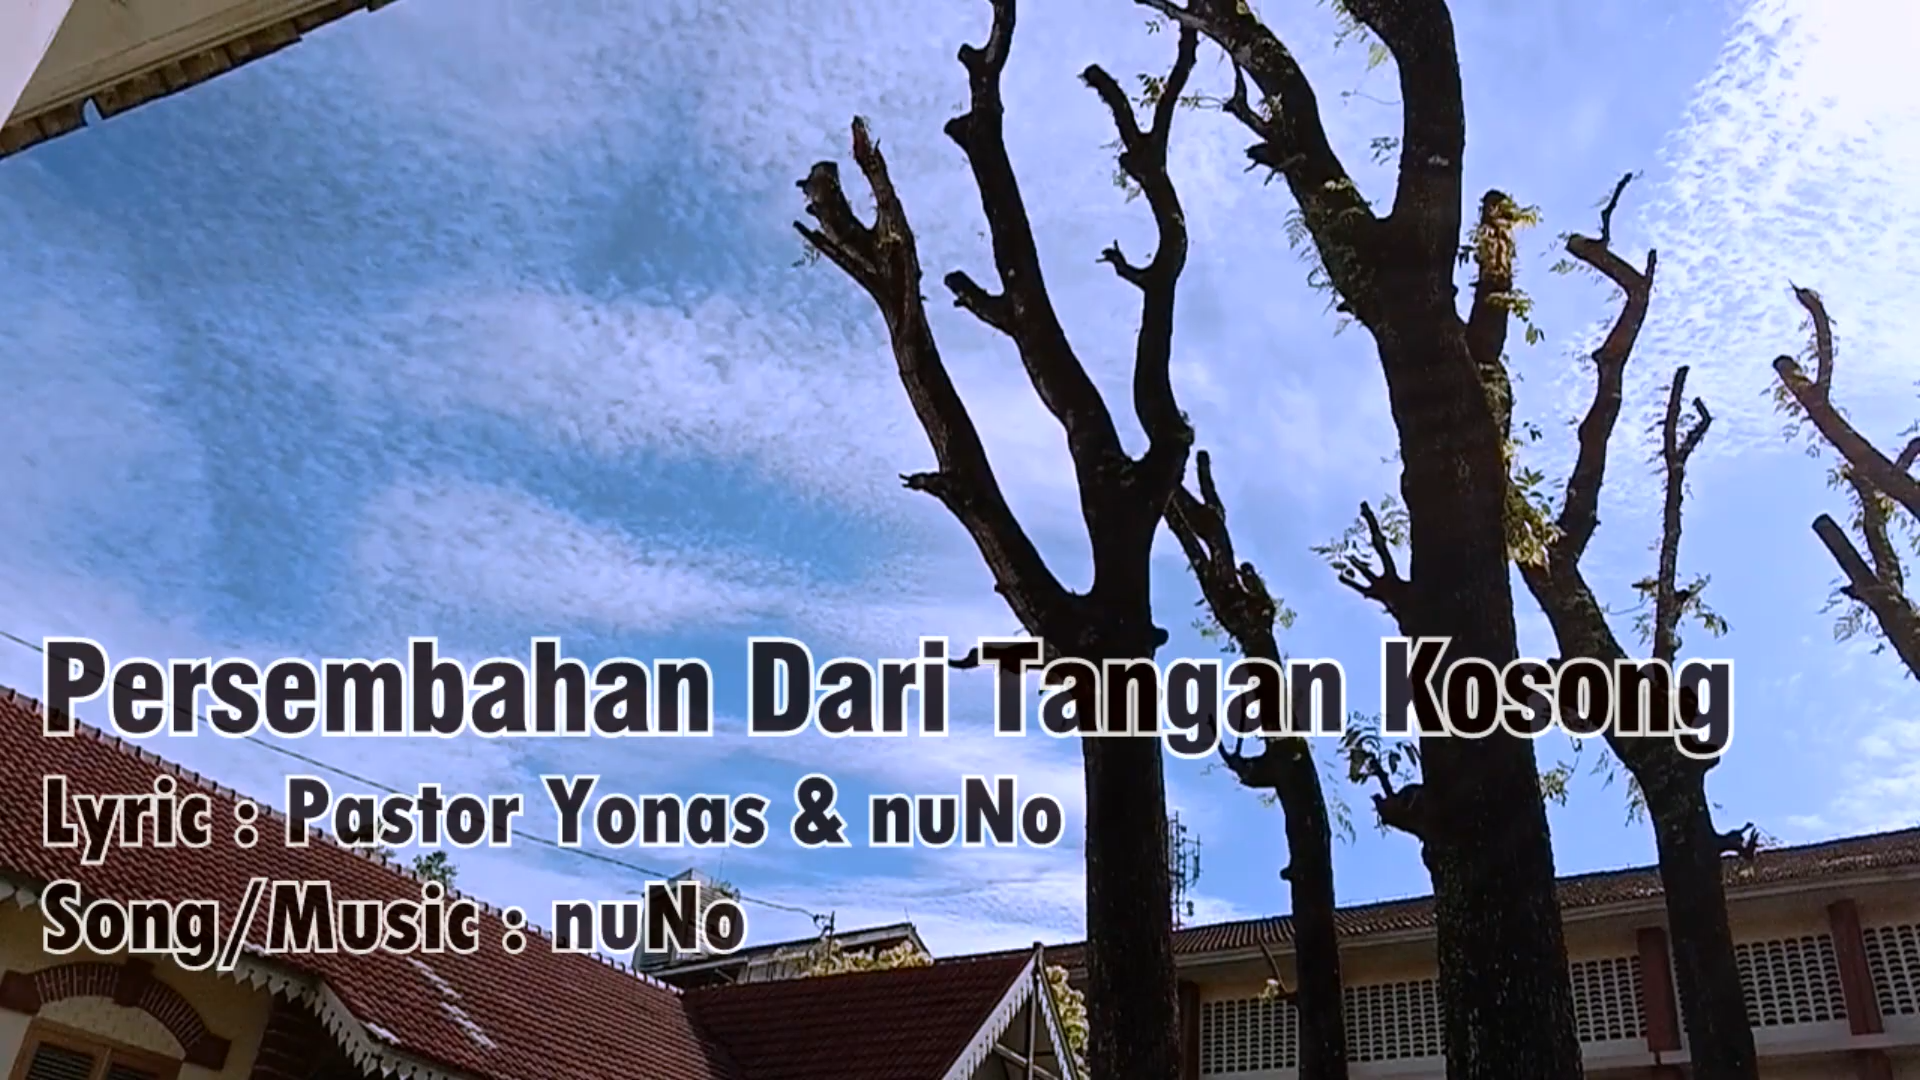 Persembahan Dari Tangan Kosong
Lyric : Pastor Yonas & nuNo
Song/Music : nuNo